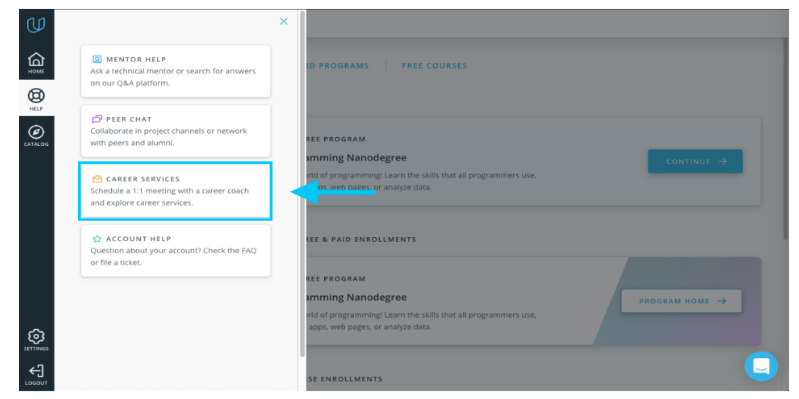 HOME
HELP
CATALOG
SETTINGS
LOGOUT
MENTOR HELP
Ask a technical mentor or search for answers
on our Q&A platform.
PEER CHAT
Collaborate in project channels or network
with peers and alumni.
CAREER SERVICES
Schedule a 1:1 meeting with a career coach
and explore career services.
ACCOUNT HELP
Question about your account? Check the FAQ
or file a ticket.
PROGRAMS FREE COURSES
REE PROGRAM
amming Nanodegree
rld of programming! Learn the skills that all programmers use,
web pages, or analyze data.
CONTINUE →
REE & PAID ENROLLMENTS
REE PROGRAM
amming Nanodegree
rld of programming! Learn the skills that all programmers use,
apps, web pages, or analyze data.
PROGRAM HOME →
SE ENROLLMENTS